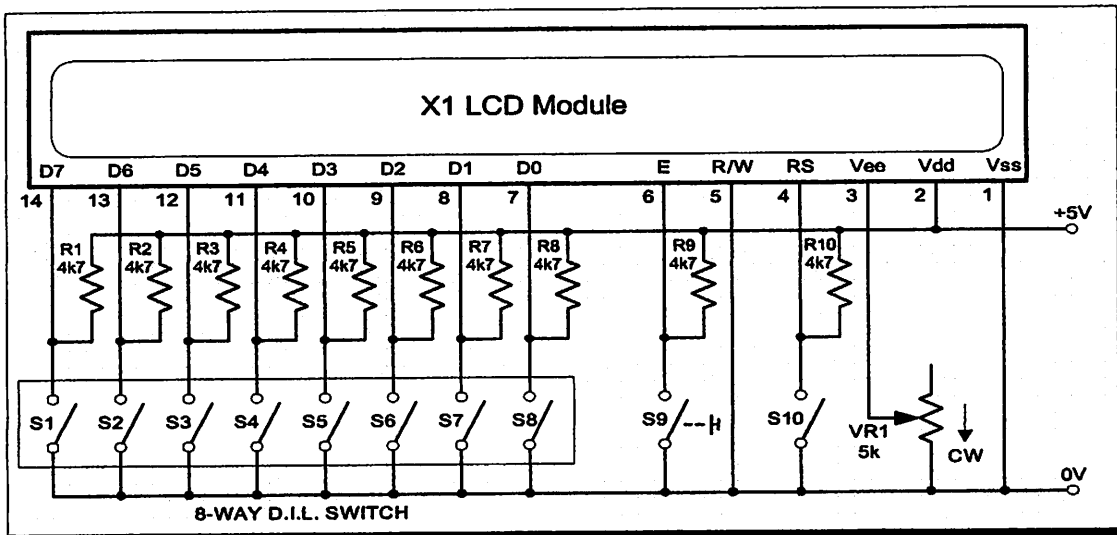 X1 LCD Module
D7 D6 D5 D4 D3 D2 D1 D0 E R/W RS Vee Vdd Vss
14 13 12 11 10 9 8 7 6 5 4 3 2 1
+5V
R1 R2 R3 R4 R5 R6 R7 R8 R9 R10
4k7 4k7 4k7 4k7 4k7 4k7 4k7 4k7 4k7 4k7
S1 S2 S3 S4 S5 S6 S7 S8 S9 S10 VR1
5k CW
0V
8-WAY D.I.L. SWITCH